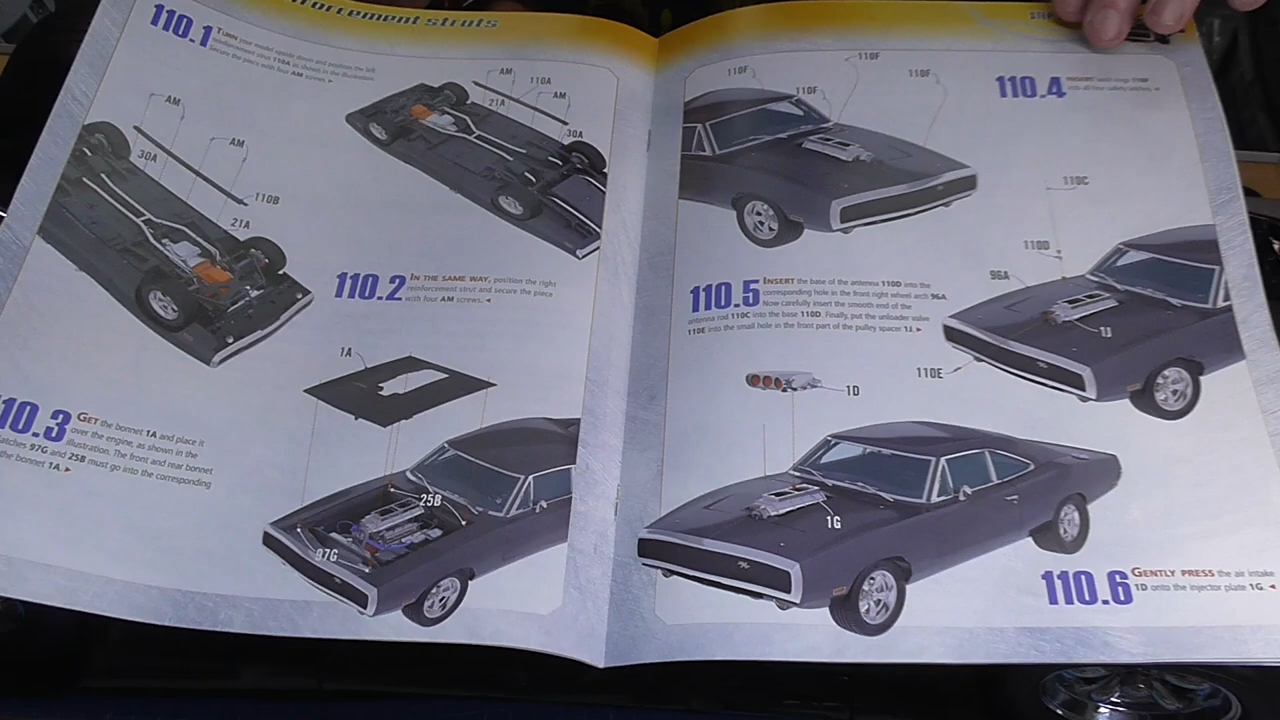 forcement struts
110.1 TURN your model upside down and position the left
reinforcement strut 110A as shown in the illustration.
Secure the piece with four AM screws.
AM
110A
21A
AM
30A
AM
30A
AM
110B
21A
110.2 IN THE SAME WAY, position the right
reinforcement strut and secure the piece
with four AM screws.
1A
10.3 GET the bonnet 1A and place it
over the engine, as shown in the
illustration. The front and rear bonnet
latches 97G and 25B must go into the corresponding
the bonnet 1A.
25B
97G
STEP
110F
110F
110F
110F
110.4
110C
110D
96A
1J
110E
110.5 INSERT the base of the antenna 110D into the
corresponding hole in the front right wheel arch 96A.
Now carefully insert the smooth end of the
antenna rod 110C into the base 110D. Finally, put the unloader valve
110E into the small hole in the front part of the pulley spacer 1J.
1D
1G
110.6 GENTLY PRESS the air intake
1D onto the injector plate 1G.